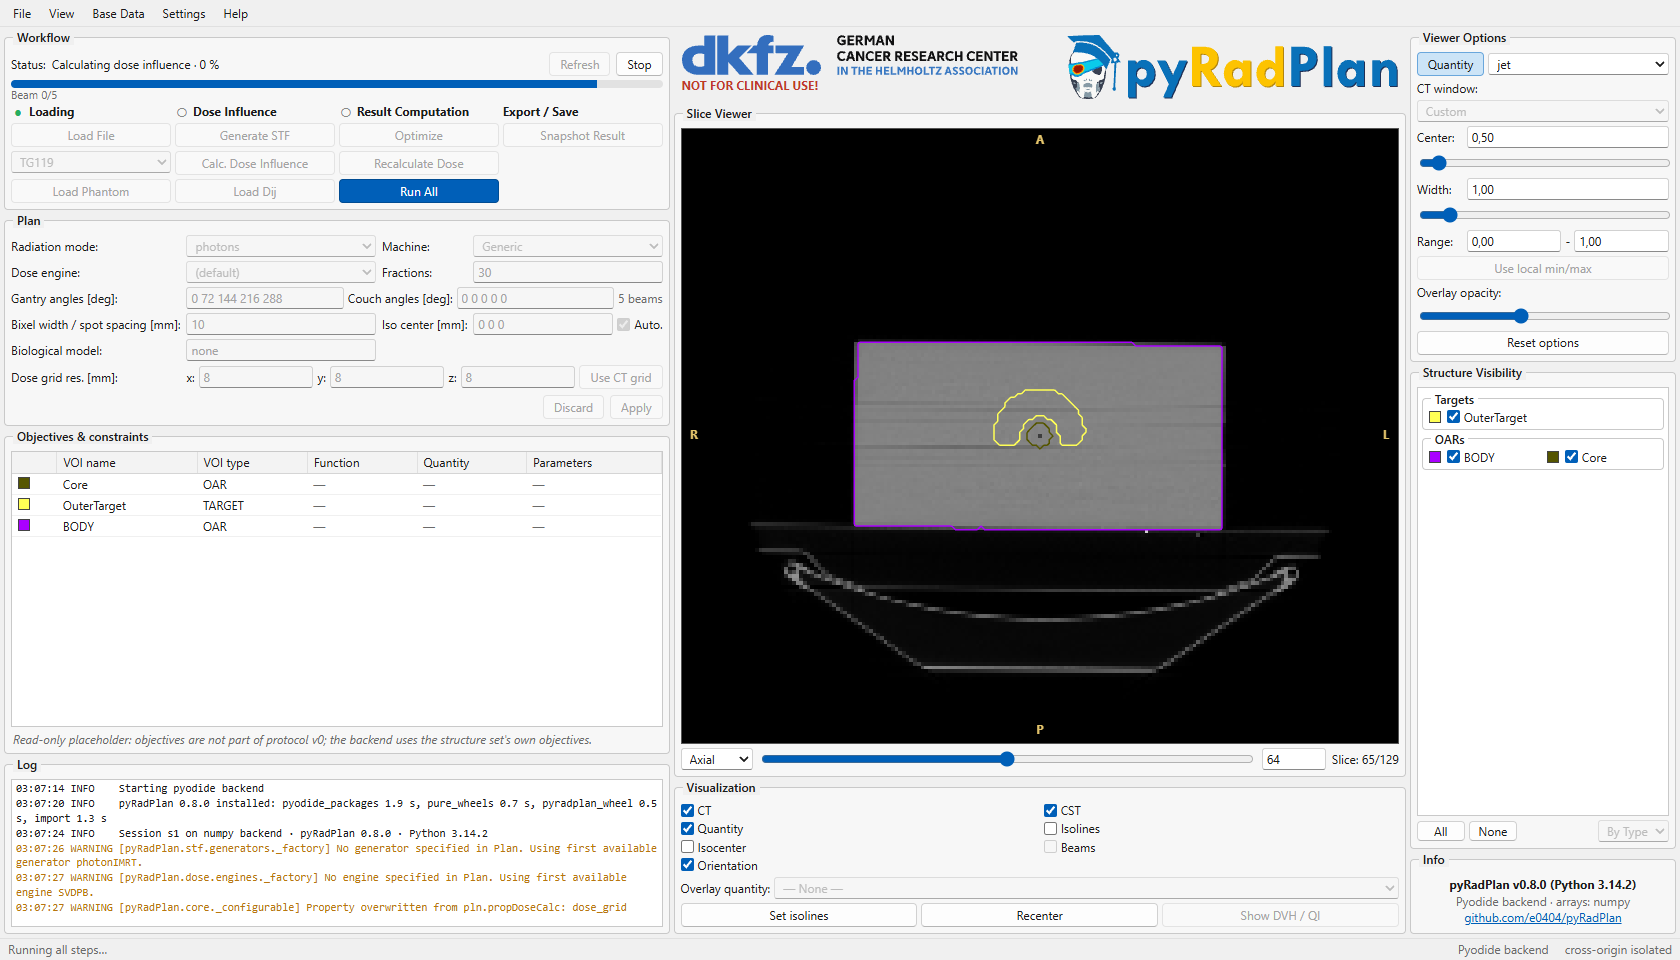 File View Base Data Settings Help
Workflow
Status: Calculating dose influence · 0 %
Refresh
Stop
Beam 0/5
Loading
Dose Influence
Result Computation
Export / Save
Load File
Generate STF
Optimize
Snapshot Result
TG119
Calc. Dose Influence
Recalculate Dose
Load Phantom
Load Dij
Run All
Plan
Radiation mode: photons
Machine: Generic
Dose engine: (default)
Fractions: 30
Gantry angles [deg]: 0 72 144 216 288
Couch angles [deg]: 0 0 0 0 0
5 beams
Bixel width / spot spacing [mm]: 10
Iso center [mm]: 0 0 0
Auto.
Biological model: none
Dose grid res. [mm]: x: 8 y: 8 z: 8
Use CT grid
Discard
Apply
Objectives & constraints
VOI name VOI type Function Quantity Parameters
Core OAR — — —
OuterTarget TARGET — — —
BODY OAR — — —
Read-only placeholder: objectives are not part of protocol v0; the backend uses the structure set's own objectives.
Log
03:07:14 INFO Starting pyodide backend
03:07:20 INFO pyRadPlan 0.8.0 installed: pyodide_packages 1.9 s, pure_wheels 0.7 s, pyradplan_wheel 0.5
s, import 1.3 s
03:07:24 INFO Session s1 on numpy backend · pyRadPlan 0.8.0 · Python 3.14.2
03:07:26 WARNING [pyRadPlan.stf.generators._factory] No generator specified in Plan. Using first available
generator photonIMRT.
03:07:27 WARNING [pyRadPlan.dose.engines._factory] No engine specified in Plan. Using first available
engine SVDPB.
03:07:27 WARNING [pyRadPlan.core._configurable] Property overwritten from pln.propDoseCalc: dose_grid
Running all steps...
dkfz.
GERMAN
CANCER RESEARCH CENTER
IN THE HELMHOLTZ ASSOCIATION
NOT FOR CLINICAL USE!
pyRadPlan
Slice Viewer
A
R
L
P
Axial
64
Slice: 65/129
Visualization
CT
CST
Quantity
Isolines
Isocenter
Beams
Orientation
Overlay quantity: — None —
Set isolines
Recenter
Show DVH / QI
Viewer Options
Quantity
jet
CT window:
Custom
Center: 0,50
Width: 1,00
Range: 0,00 - 1,00
Use local min/max
Overlay opacity:
Reset options
Structure Visibility
Targets
OuterTarget
OARs
BODY
Core
All
None
By Type
Info
pyRadPlan v0.8.0 (Python 3.14.2)
Pyodide backend · arrays: numpy
github.com/e0404/pyRadPlan
Pyodide backend
cross-origin isolated